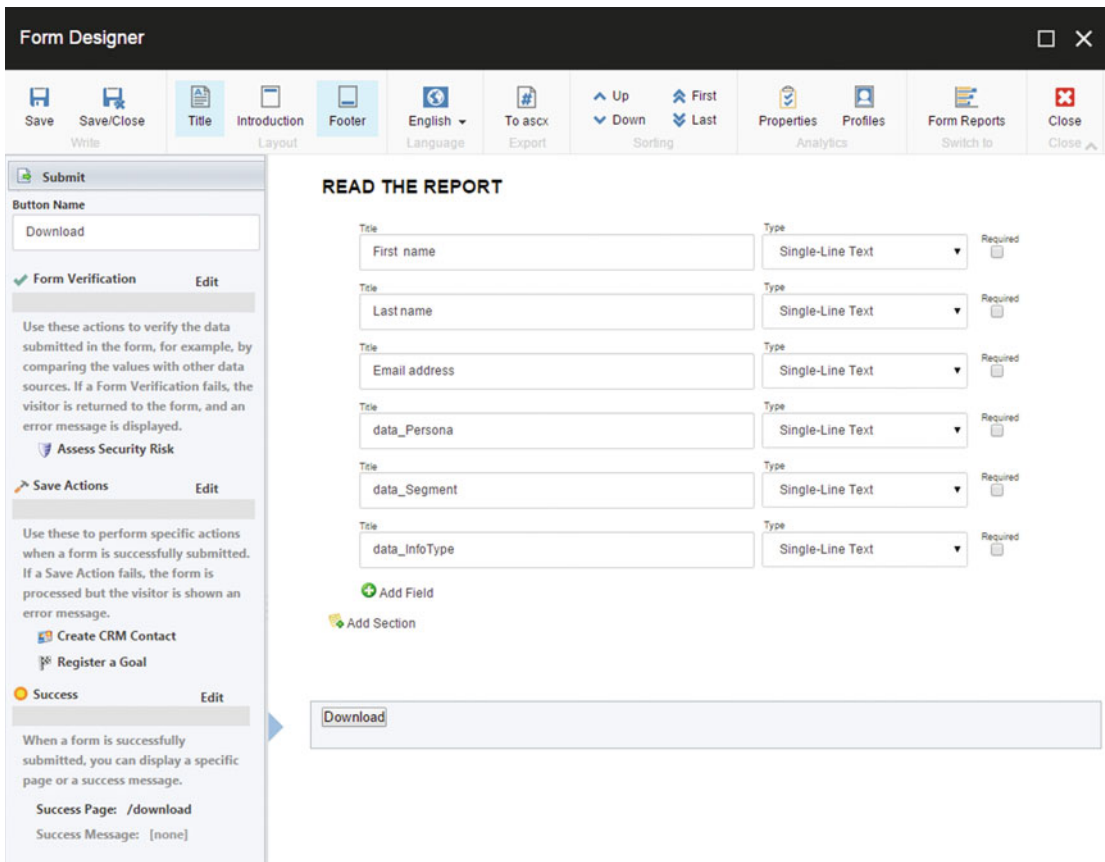 Form Designer
Save
Save/Close
Write
Title
Introduction
Footer
Layout
English
Language
To ascx
Export
Up
First
Down
Last
Sorting
Properties
Profiles
Analytics
Form Reports
Switch to
Close
Close
Submit
Button Name
Download
Form Verification
Edit
Use these actions to verify the data
submitted in the form, for example, by
comparing the values with other data
sources. If a Form Verification fails, the
visitor is returned to the form, and an
error message is displayed.
Assess Security Risk
Save Actions
Edit
Use these to perform specific actions
when a form is successfully submitted.
If a Save Action fails, the form is
processed but the visitor is shown an
error message.
Create CRM Contact
Register a Goal
Success
Edit
When a form is successfully
submitted, you can display a specific
page or a success message.
Success Page: /download
Success Message: [none]
READ THE REPORT
Title
Type
First name
Single-Line Text
Required
Title
Type
Last name
Single-Line Text
Required
Title
Type
Email address
Single-Line Text
Required
Title
Type
data_Persona
Single-Line Text
Required
Title
Type
data_Segment
Single-Line Text
Required
Title
Type
data_InfoType
Single-Line Text
Required
Add Field
Add Section
Download